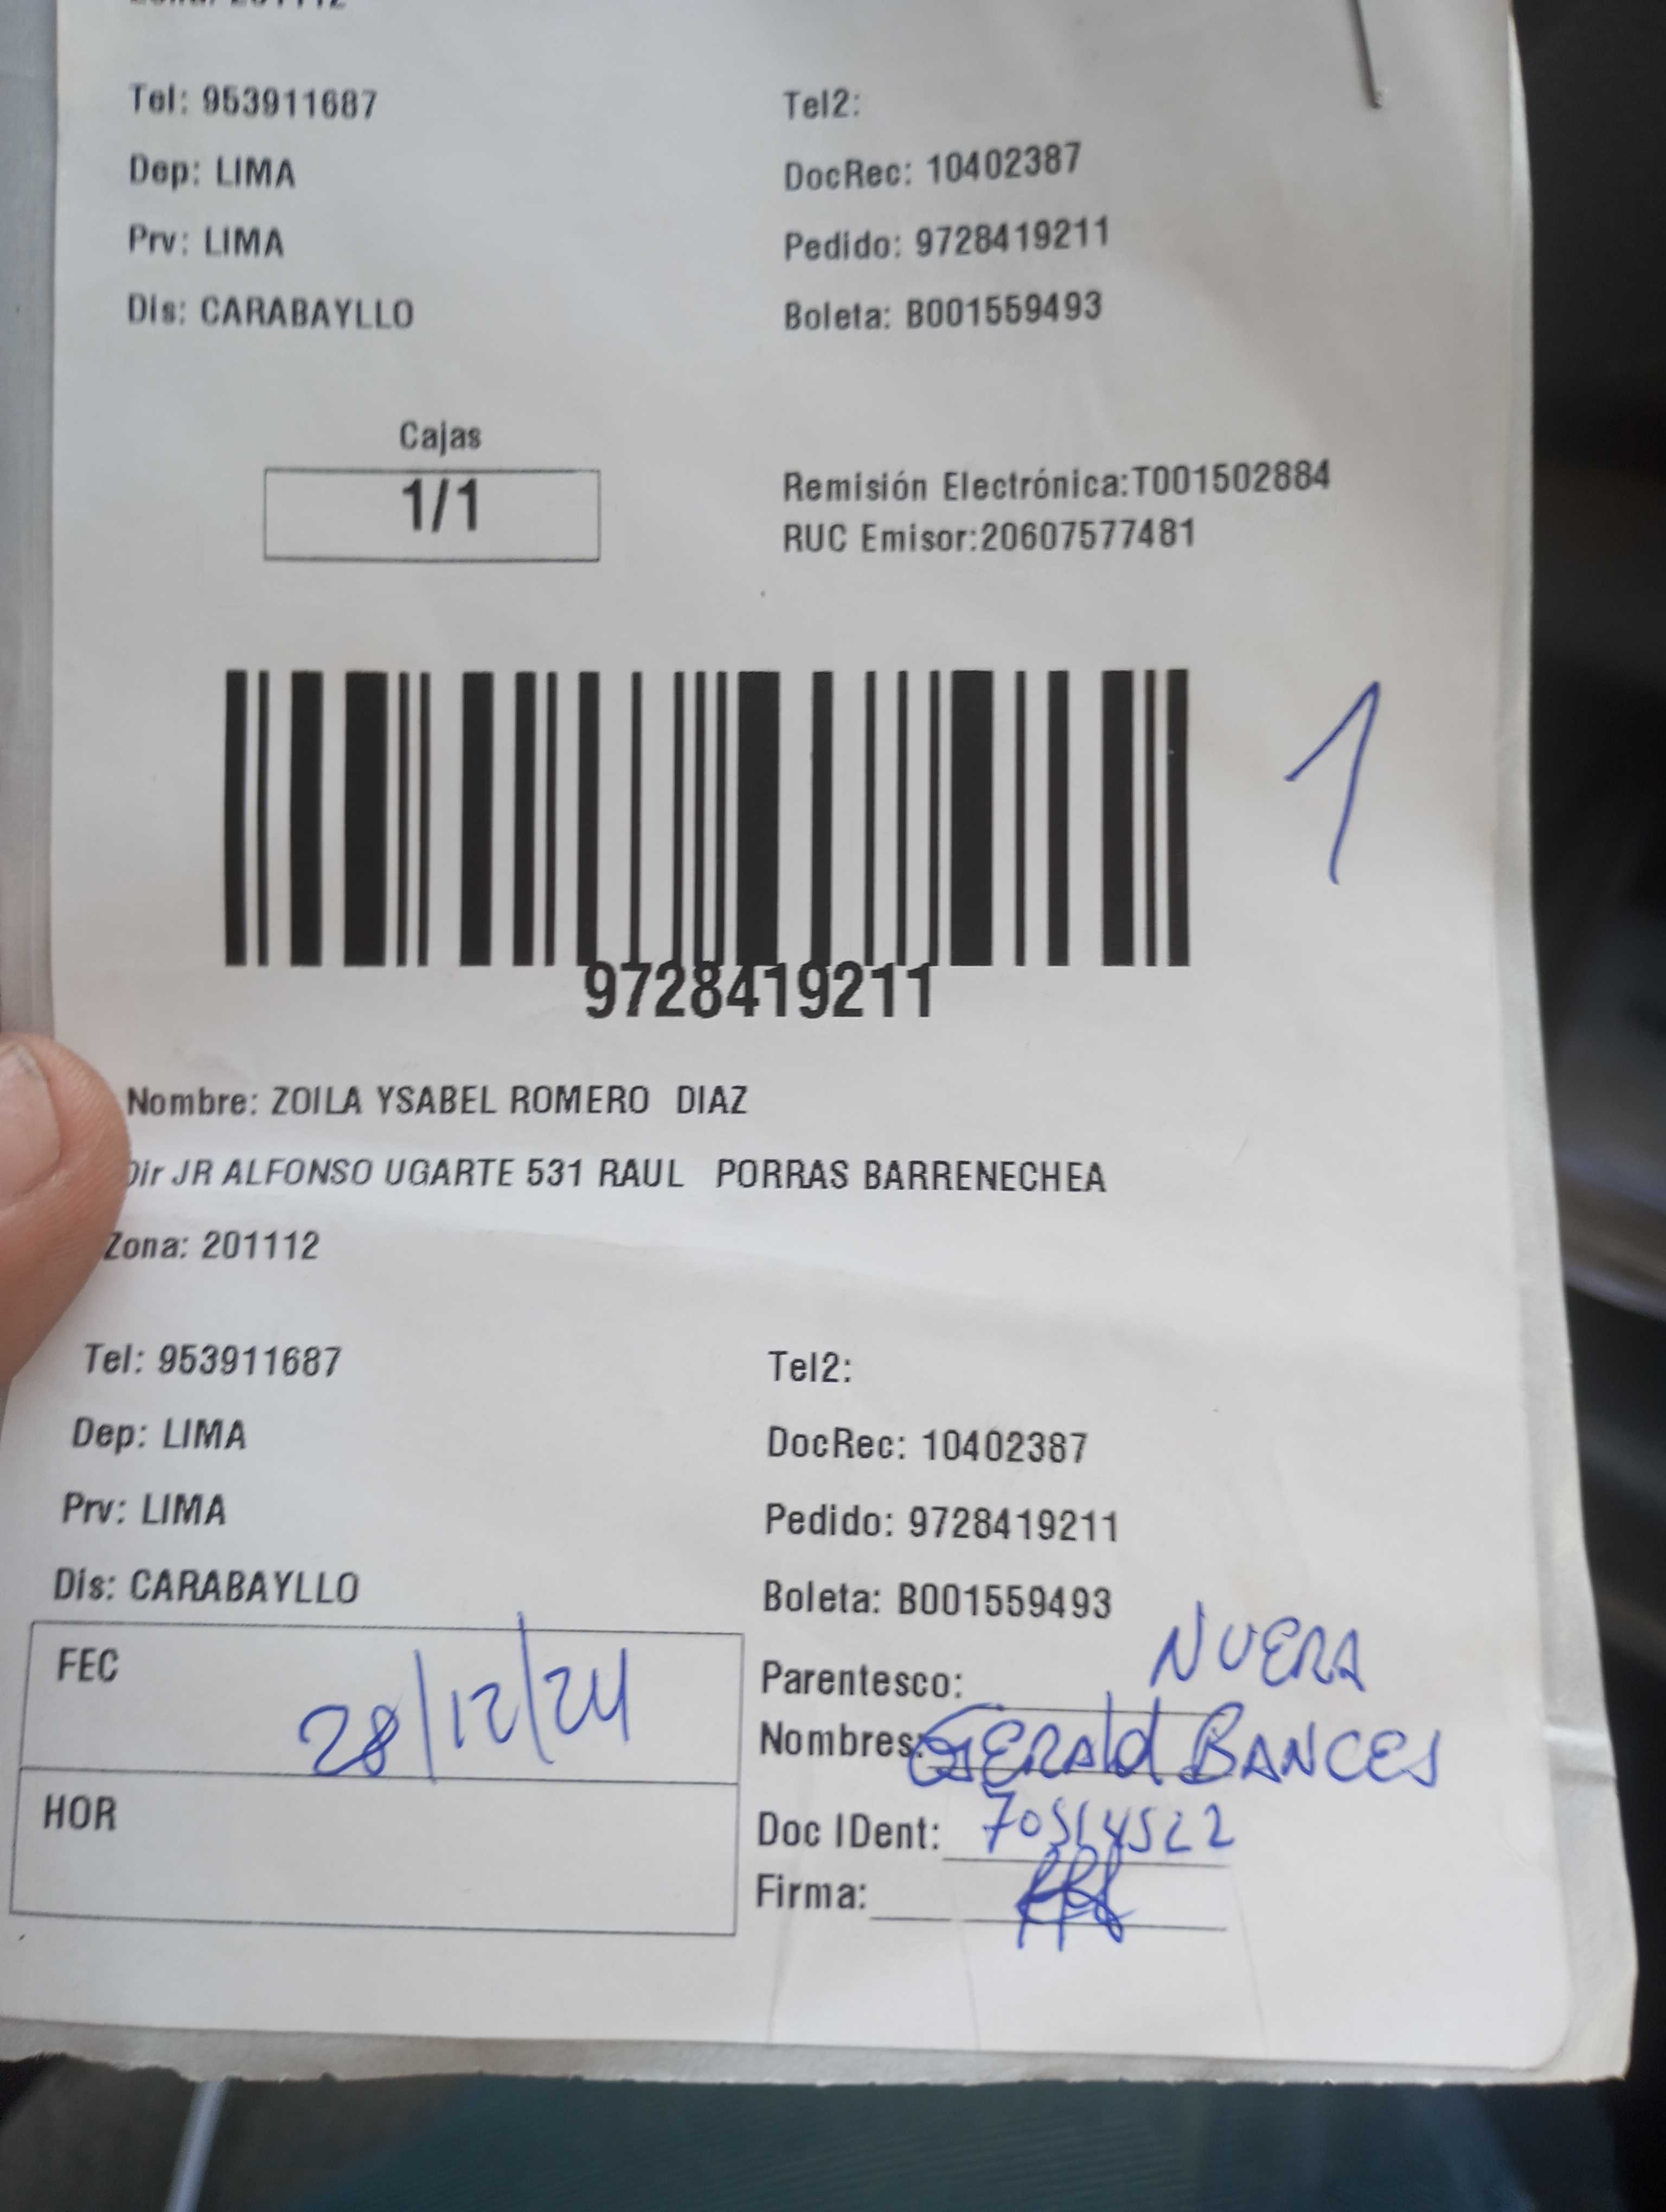 Zona: 201112
Tel: 953911687 Tel2:
Dep: LIMA DocRec: 10402387
Prv: LIMA Pedido: 9728419211
Dis: CARABAYLLO Boleta: B001559493
Cajas
1/1
Remisión Electrónica:T001502884
RUC Emisor:20607577481
1
9728419211
Nombre: ZOILA YSABEL ROMERO DIAZ
Dir JR ALFONSO UGARTE 531 RAUL PORRAS BARRENECHEA
Zona: 201112
Tel: 953911687 Tel2:
Dep: LIMA DocRec: 10402387
Prv: LIMA Pedido: 9728419211
Dis: CARABAYLLO Boleta: B001559493
FEC 28/12/24
HOR
Parentesco: NUERA
Nombres: GERALD BANCES
Doc IDent:
Firma: